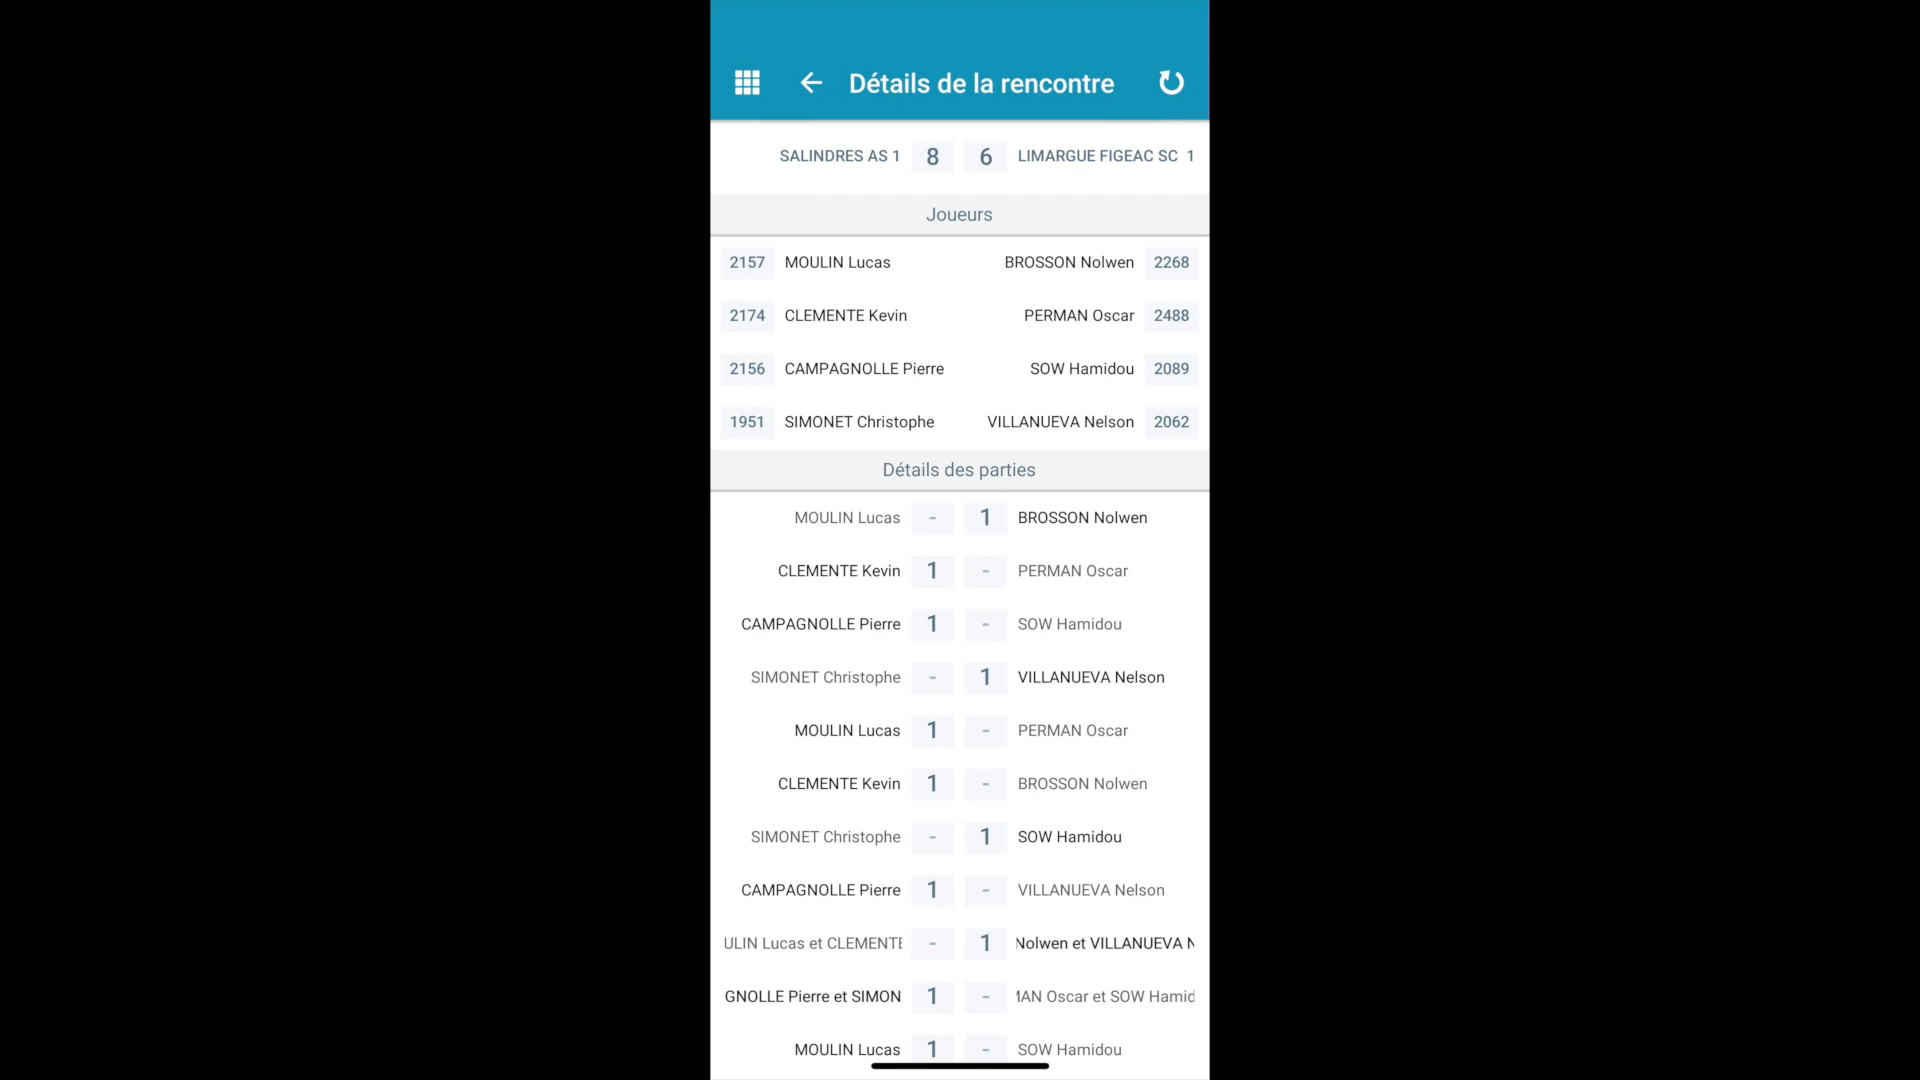 Détails de la rencontre
SALINDRES AS 1 8 6 LIMARGUE FIGEAC SC 1
Joueurs
2157 MOULIN Lucas BROSSON Nolwen 2268
2174 CLEMENTE Kevin PERMAN Oscar 2488
2156 CAMPAGNOLLE Pierre SOW Hamidou 2089
1951 SIMONET Christophe VILLANUEVA Nelson 2062
Détails des parties
MOULIN Lucas - 1 BROSSON Nolwen
CLEMENTE Kevin 1 - PERMAN Oscar
CAMPAGNOLLE Pierre 1 - SOW Hamidou
SIMONET Christophe - 1 VILLANUEVA Nelson
MOULIN Lucas 1 - PERMAN Oscar
CLEMENTE Kevin 1 - BROSSON Nolwen
SIMONET Christophe - 1 SOW Hamidou
CAMPAGNOLLE Pierre 1 - VILLANUEVA Nelson
ULIN Lucas et CLEMENTE - 1 Nolwen et VILLANUEVA N
GNOLLE Pierre et SIMON 1 - MAN Oscar et SOW Hamid
MOULIN Lucas 1 - SOW Hamidou